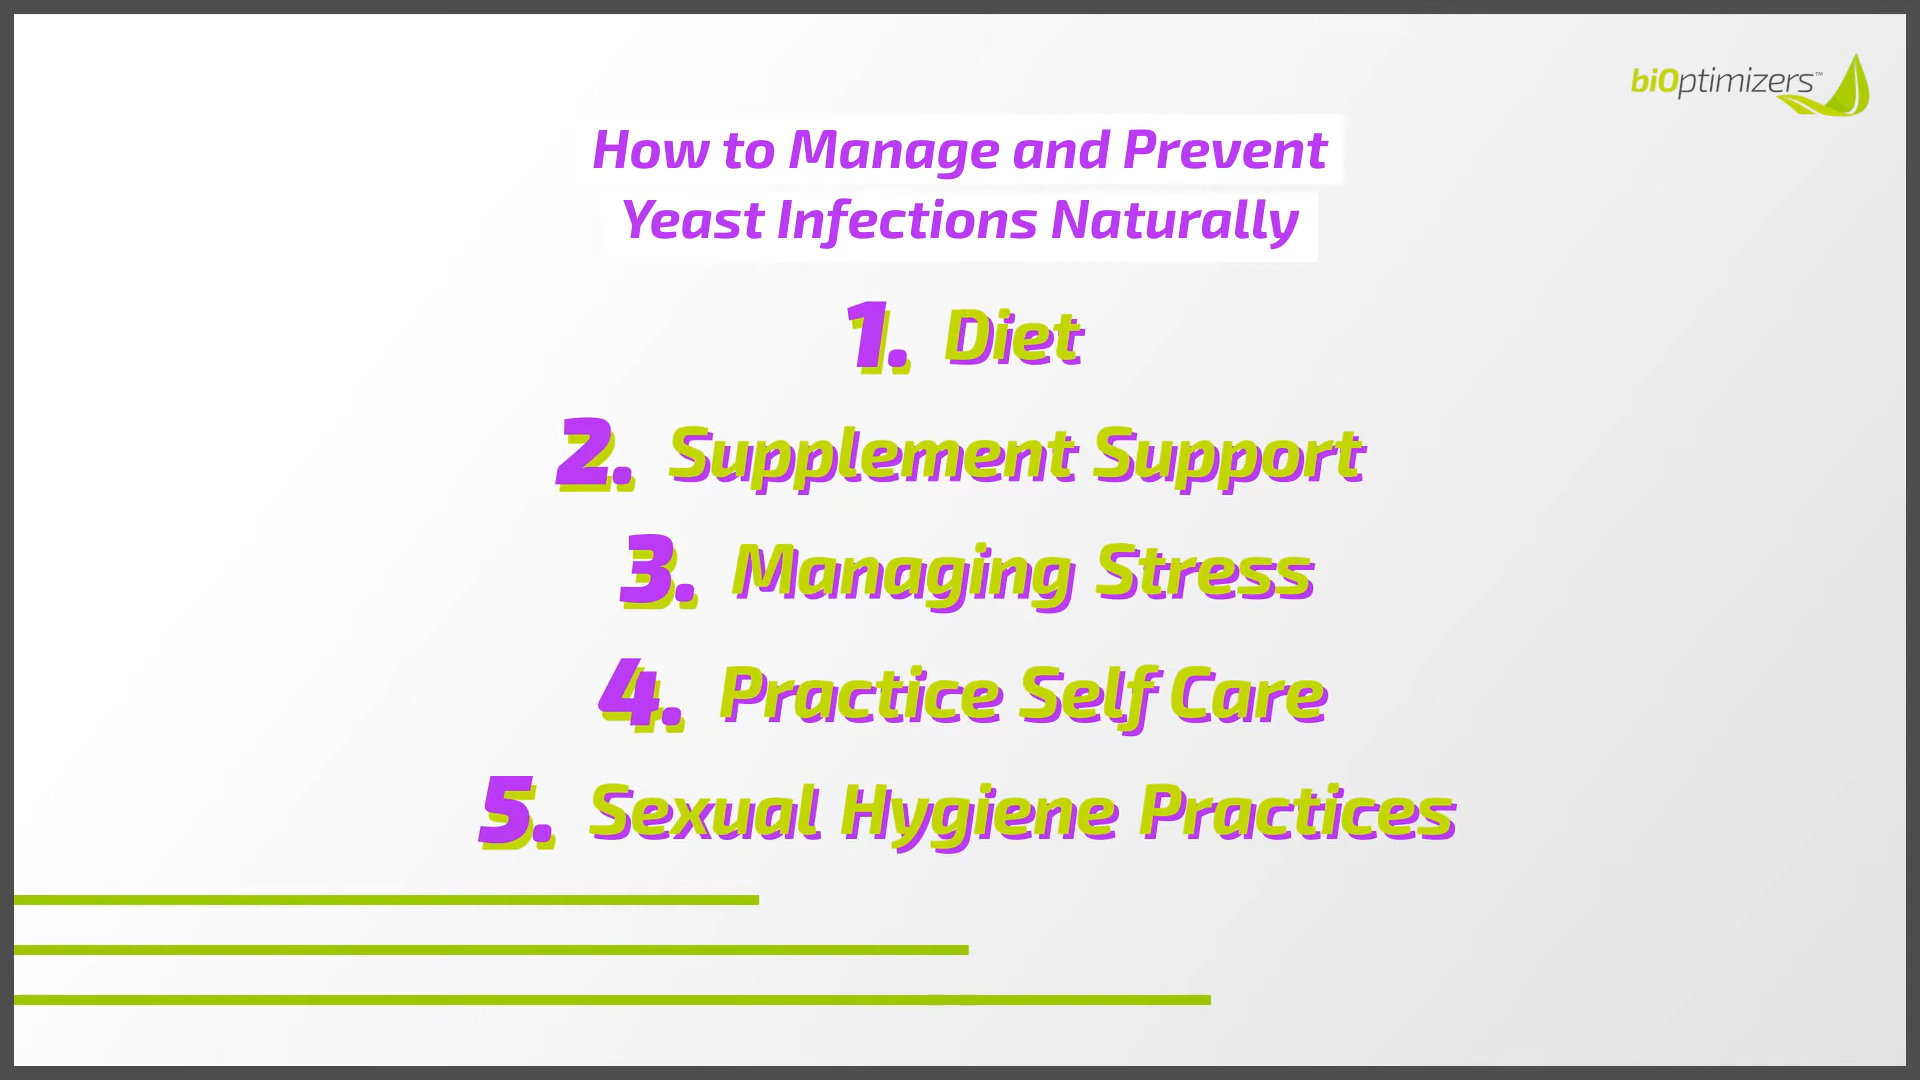 biOptimizers™
How to Manage and Prevent
Yeast Infections Naturally
1. Diet
2. Supplement Support
3. Managing Stress
4. Practice Self Care
5. Sexual Hygiene Practices